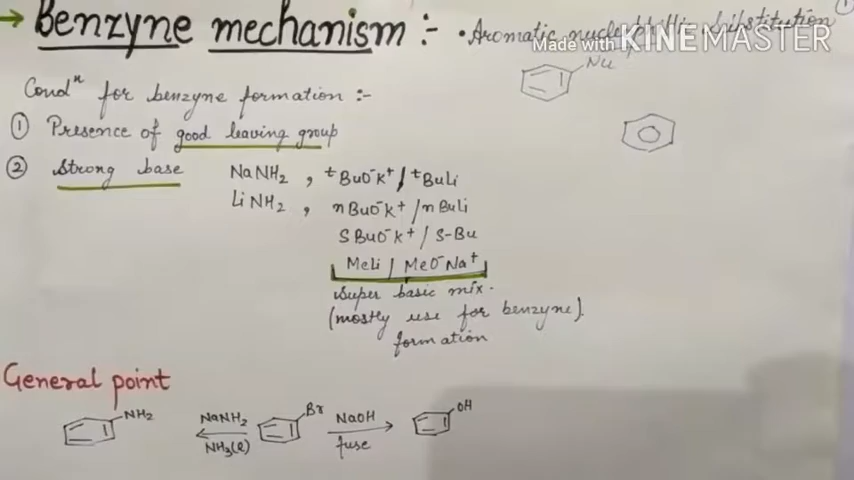 → Benzyne mechanism :- • Aromatic nucleophillic substitution
Made with KINEMASTER
Nu
Condⁿ for benzyne formation :-
① Presence of good leaving group
② strong base NaNH₂ , ᵗBuO⁻K⁺ / ᵗBuLi
LiNH₂ , nBuO⁻K⁺ / nBuLi
SBuO⁻K⁺ / S-Bu
MeLi / MeO⁻Na⁺
super basic mix.
(mostly use for benzyne)
formation
General point
NH₂ NaNH₂ Br NaOH OH
NH₃(l) fuse